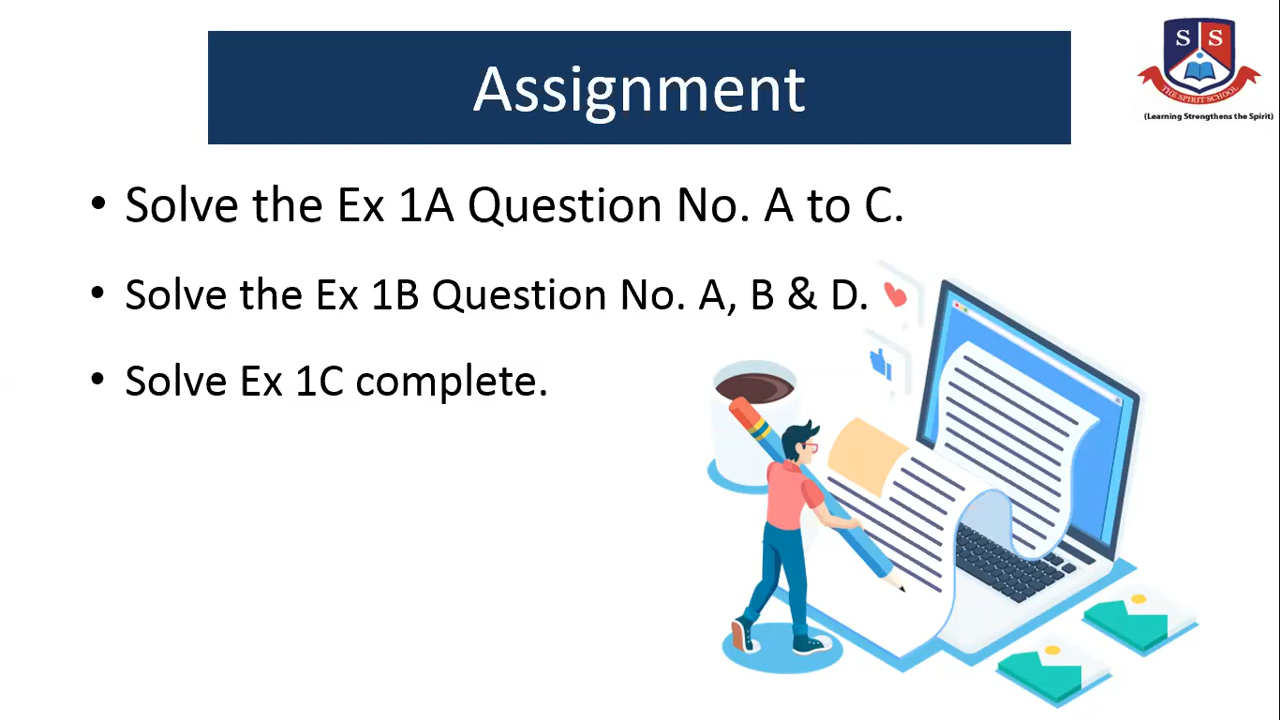 Assignment
S S
THE SPIRIT SCHOOL
(Learning Strengthens the Spirit)
• Solve the Ex 1A Question No. A to C.
• Solve the Ex 1B Question No. A, B & D.
• Solve Ex 1C complete.